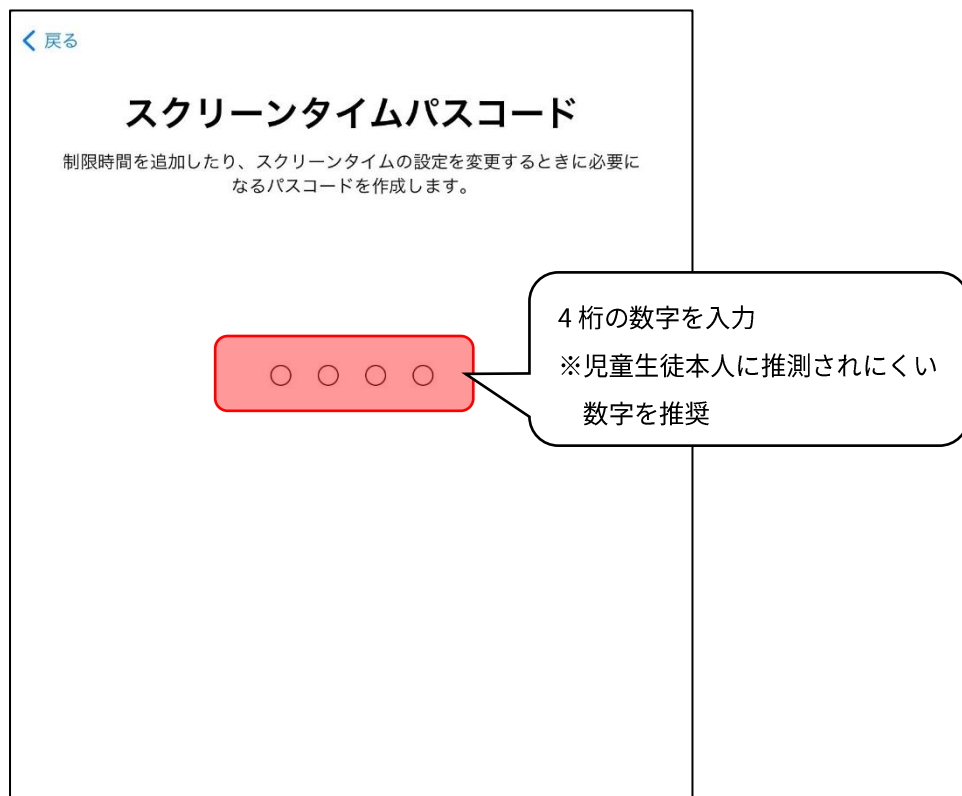 戻る
スクリーンタイムパスコード
制限時間を追加したり、スクリーンタイムの設定を変更するときに必要に
なるパスコードを作成します。
4 桁の数字を入力
※児童生徒本人に推測されにくい
数字を推奨